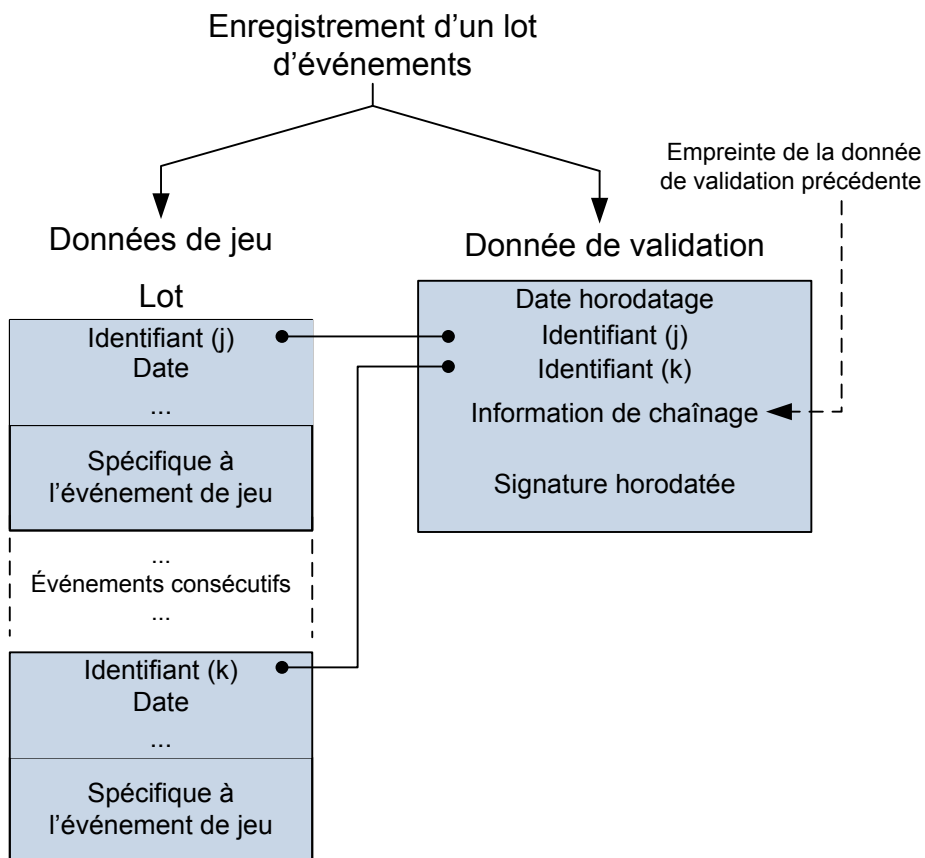 Enregistrement d’un lot
d’événements
Empreinte de la donnée
de validation précédente
Données de jeu
Donnée de validation
Lot
Identifiant (j)
Date
...
Spécifique à
l’événement de jeu
...
Événements consécutifs
...
Identifiant (k)
Date
...
Spécifique à
l’événement de jeu
Date horodatage
Identifiant (j)
Identifiant (k)
Information de chaînage
Signature horodatée